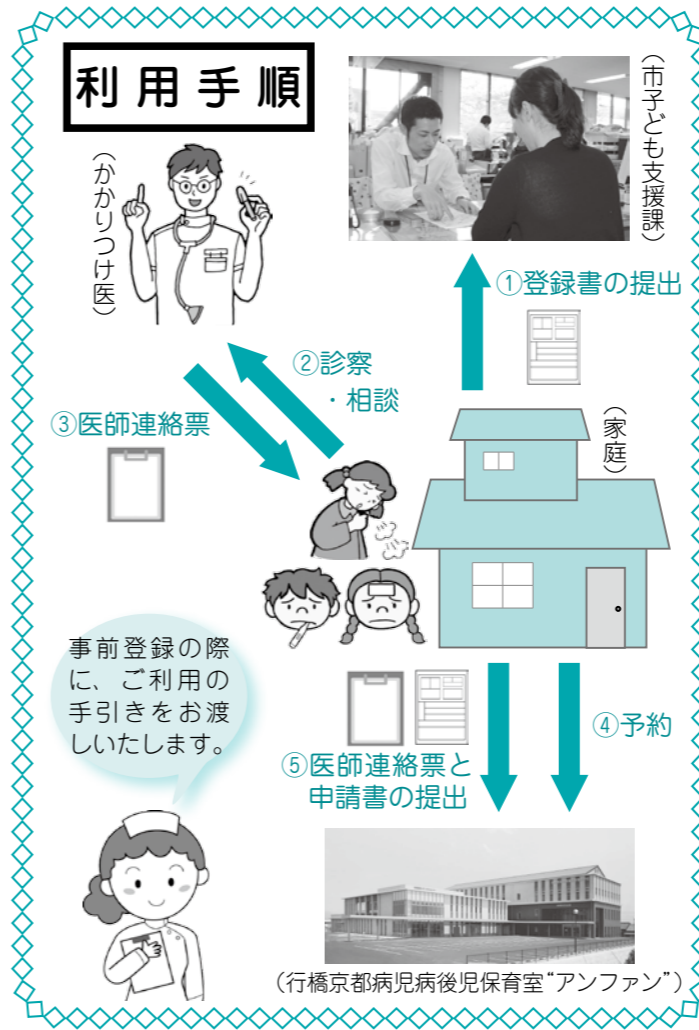 利用手順
（市子ども支援課）
（かかりつけ医）
①登録書の提出
②診察
・相談
③医師連絡票
（家庭）
事前登録の際
に、ご利用の
手引きをお渡
しいたします。
④予約
⑤医師連絡票と
申請書の提出
（行橋京都病児病後児保育室“アンファン”）